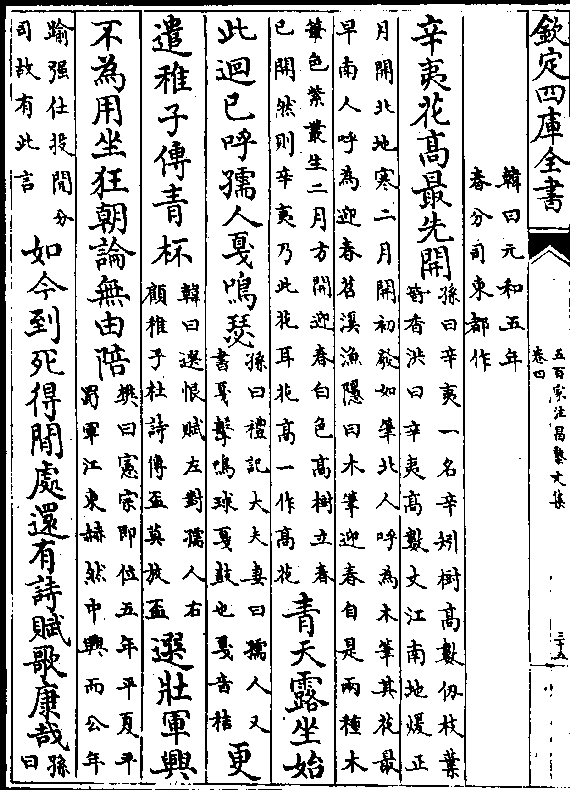 欽定四庫全書
五百家注昌黎文集
卷四
三十五
韓曰元和五年
春分司東都作
辛夷花高最先開
孫曰辛夷一名辛矧樹高數仭枝葉
皆香洪曰辛夷高數丈江南地煖正
月開北地寒二月開初發如筆北人呼為木筆其花最
早南人呼為迎春苕溪漁隱曰木筆迎春自是兩種木
筆色紫叢生二月方開迎春白色高樹立春
已開然則辛夷乃此花耳花高一作高花
青天露坐始
此迴已呼孺人戛鳴瑟
孫曰禮記大夫妻曰孺人又
書戛擊鳴球戛鼓也戛音秸
更
遣稚子傳青杯
韓曰選恨賦左對孺人右
顧稚子杜詩傳盃莫放盃
選壯軍興
不為用坐狂朝論無由陪
樊曰憲宗即位五年平夏平
蜀軍江東赫然中興而公年
踰强仕投閒分
司故有此言
如今到死得閒處還有詩賦歌康哉
孫
曰